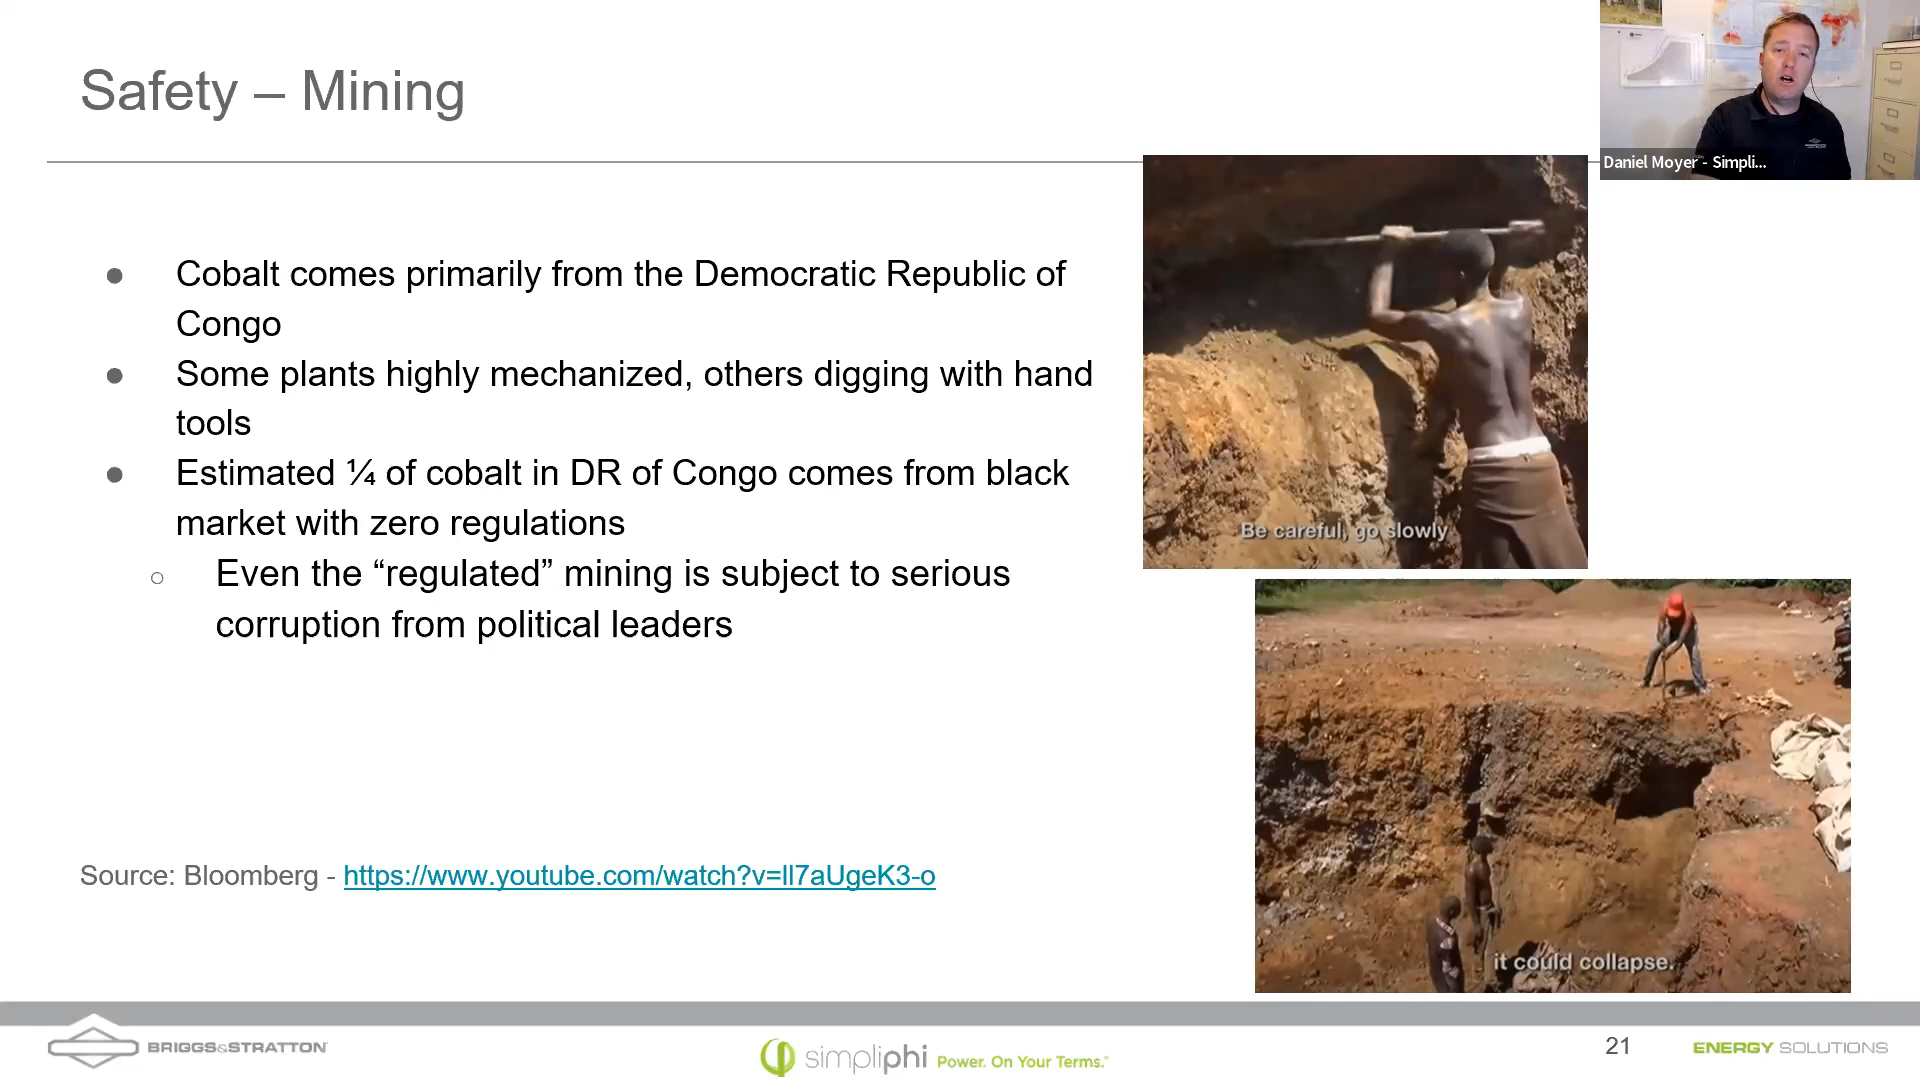 Safety – Mining
Daniel Moyer - Simpli...
● Cobalt comes primarily from the Democratic Republic of
Congo
● Some plants highly mechanized, others digging with hand
tools
● Estimated ¼ of cobalt in DR of Congo comes from black
market with zero regulations
○ Even the “regulated” mining is subject to serious
corruption from political leaders
Be careful, go slowly
it could collapse.
Source: Bloomberg - https://www.youtube.com/watch?v=ll7aUgeK3-o
BRIGGS&STRATTON
simpliphi Power. On Your Terms.™
21
ENERGY SOLUTIONS